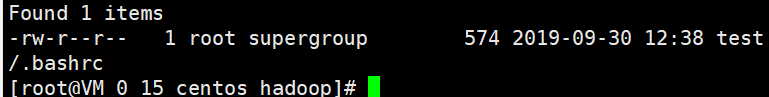 Found 1 items
-rw-r--r--   1 root supergroup        574 2019-09-30 12:38 test
/.bashrc
[root@VM_0_15_centos hadoop]#